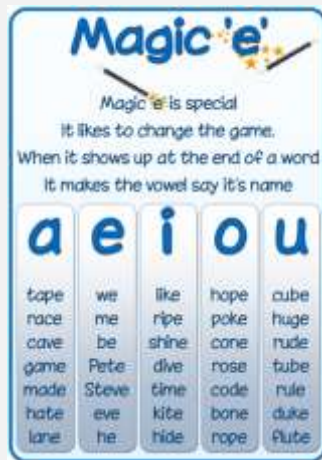 Magic 'e'
Magic 'e' is special
It likes to change the game.
When it shows up at the end of a word
It makes the vowel say it's name
a e i o u
tape we like hope cube
race me ripe poke huge
cave be shine cone rude
game Pete dive rose tube
made Steve time code rule
hate eve kite bone duke
lane he hide rope flute